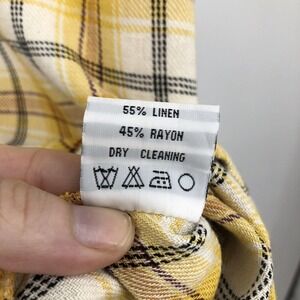 55% LINEN
45% RAYON
DRY CLEANING